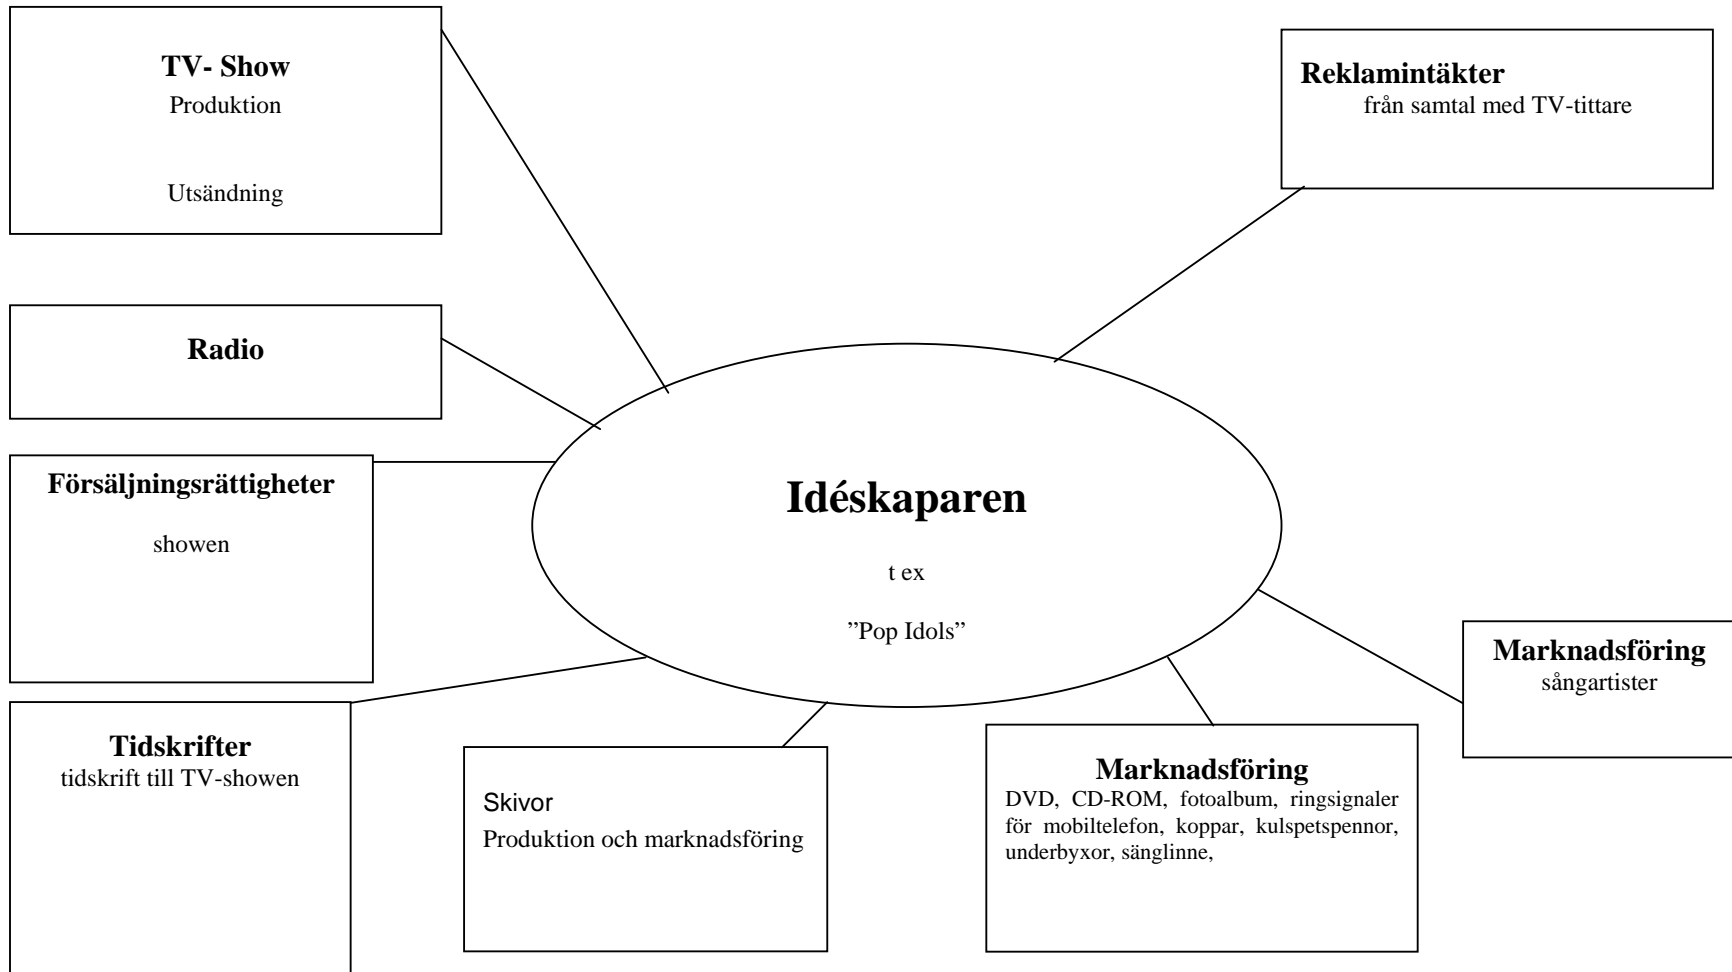 TV- Show
Produktion
Utsändning
Reklamintäkter
från samtal med TV-tittare
Radio
Försäljningsrättigheter
showen
Idéskaparen
t ex
”Pop Idols”
Marknadsföring
sångartister
Tidskrifter
tidskrift till TV-showen
Skivor
Produktion och marknadsföring
Marknadsföring
DVD, CD-ROM, fotoalbum, ringsignaler
för mobiltelefon, koppar, kulspetspennor,
underbyxor, sänglinne,